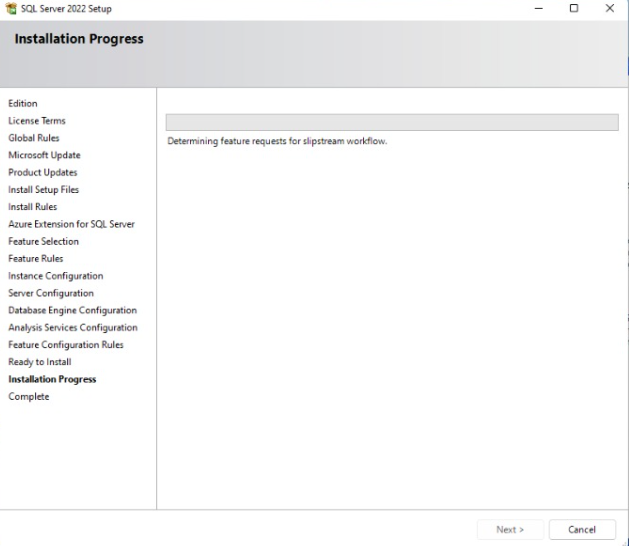 SQL Server 2022 Setup
Installation Progress
Edition
License Terms
Global Rules
Microsoft Update
Product Updates
Install Setup Files
Install Rules
Azure Extension for SQL Server
Feature Selection
Feature Rules
Instance Configuration
Server Configuration
Database Engine Configuration
Analysis Services Configuration
Feature Configuration Rules
Ready to Install
Installation Progress
Complete
Determining feature requests for slipstream workflow.
Next >
Cancel